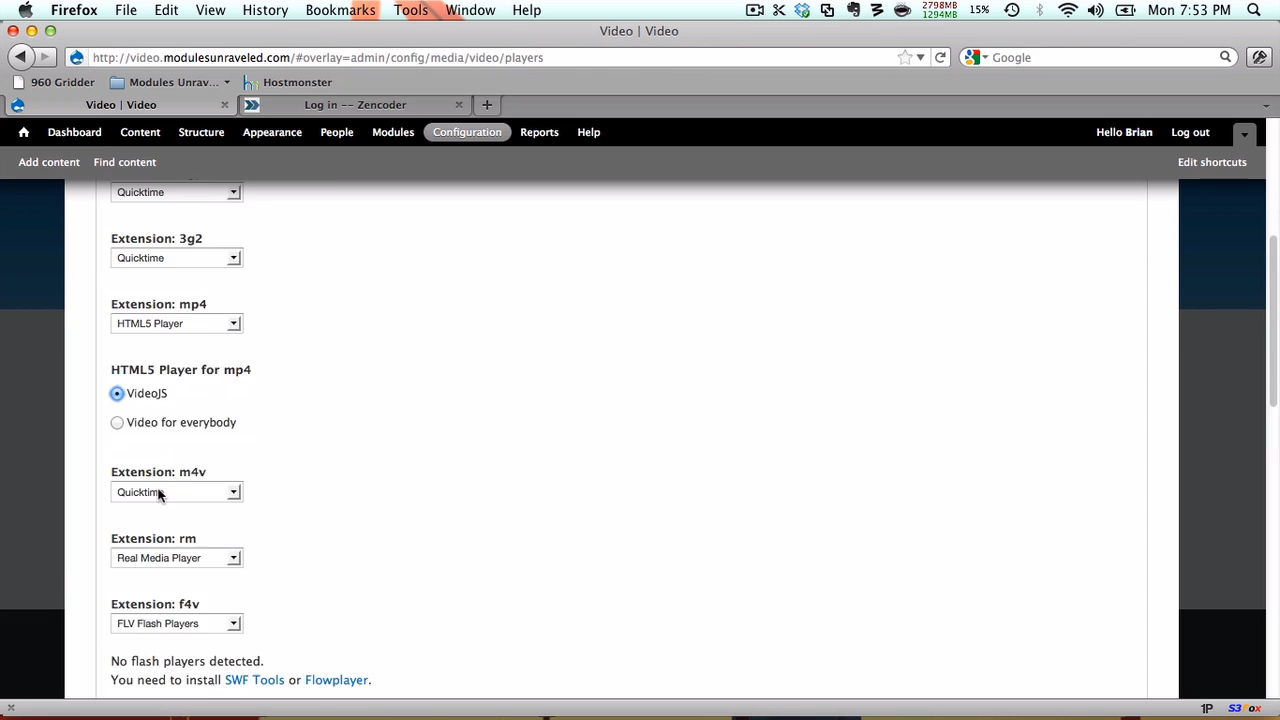 Firefox File Edit View History Bookmarks Tools Window Help 2798MB 1294MB 15% Mon 7:53 PM
Video | Video
http://video.modulesunraveled.com/#overlay=admin/config/media/video/players Google
960 Gridder Modules Unrav... Hostmonster
Video | Video Log in -- Zencoder
Dashboard Content Structure Appearance People Modules Configuration Reports Help Hello Brian Log out
Add content Find content Edit shortcuts
Quicktime
Extension: 3g2
Quicktime
Extension: mp4
HTML5 Player
HTML5 Player for mp4
VideoJS
Video for everybody
Extension: m4v
Quicktime
Extension: rm
Real Media Player
Extension: f4v
FLV Flash Players
No flash players detected.
You need to install SWF Tools or Flowplayer.
1P S3Fox